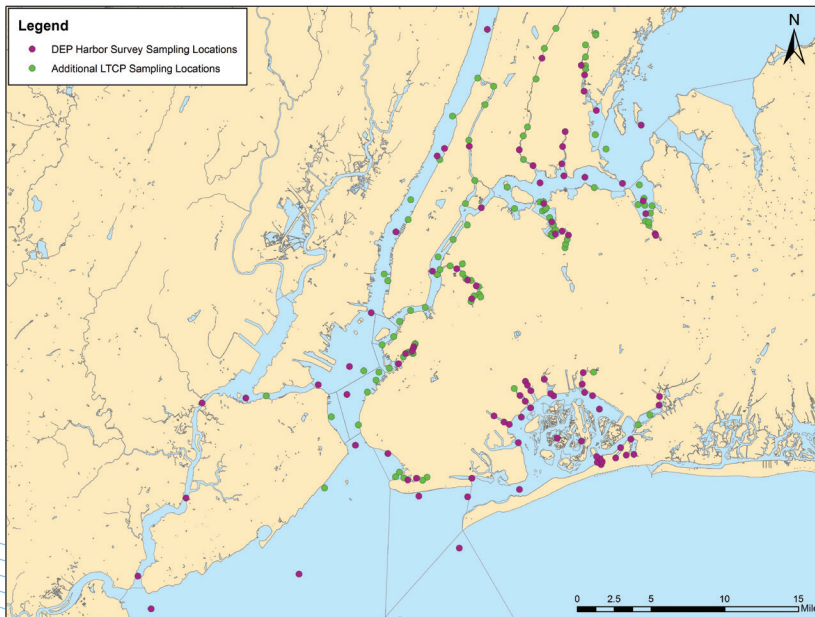 Legend
DEP Harbor Survey Sampling Locations
Additional LTCP Sampling Locations
N
0 2.5 5 10 15
Mile